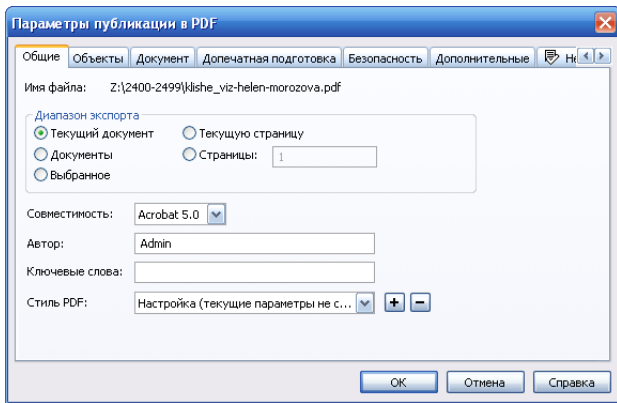 Параметры публикации в PDF
Общие Объекты Документ Допечатная подготовка Безопасность Дополнительные
Имя файла: Z:\2400-2499\klishe_viz-helen-morozova.pdf
Диапазон экспорта
Текущий документ Текущую страницу
Документы Страницы: 1
Выбранное
Совместимость: Acrobat 5.0
Автор: Admin
Ключевые слова:
Стиль PDF: Настройка (текущие параметры не с...
ОК Отмена Справка